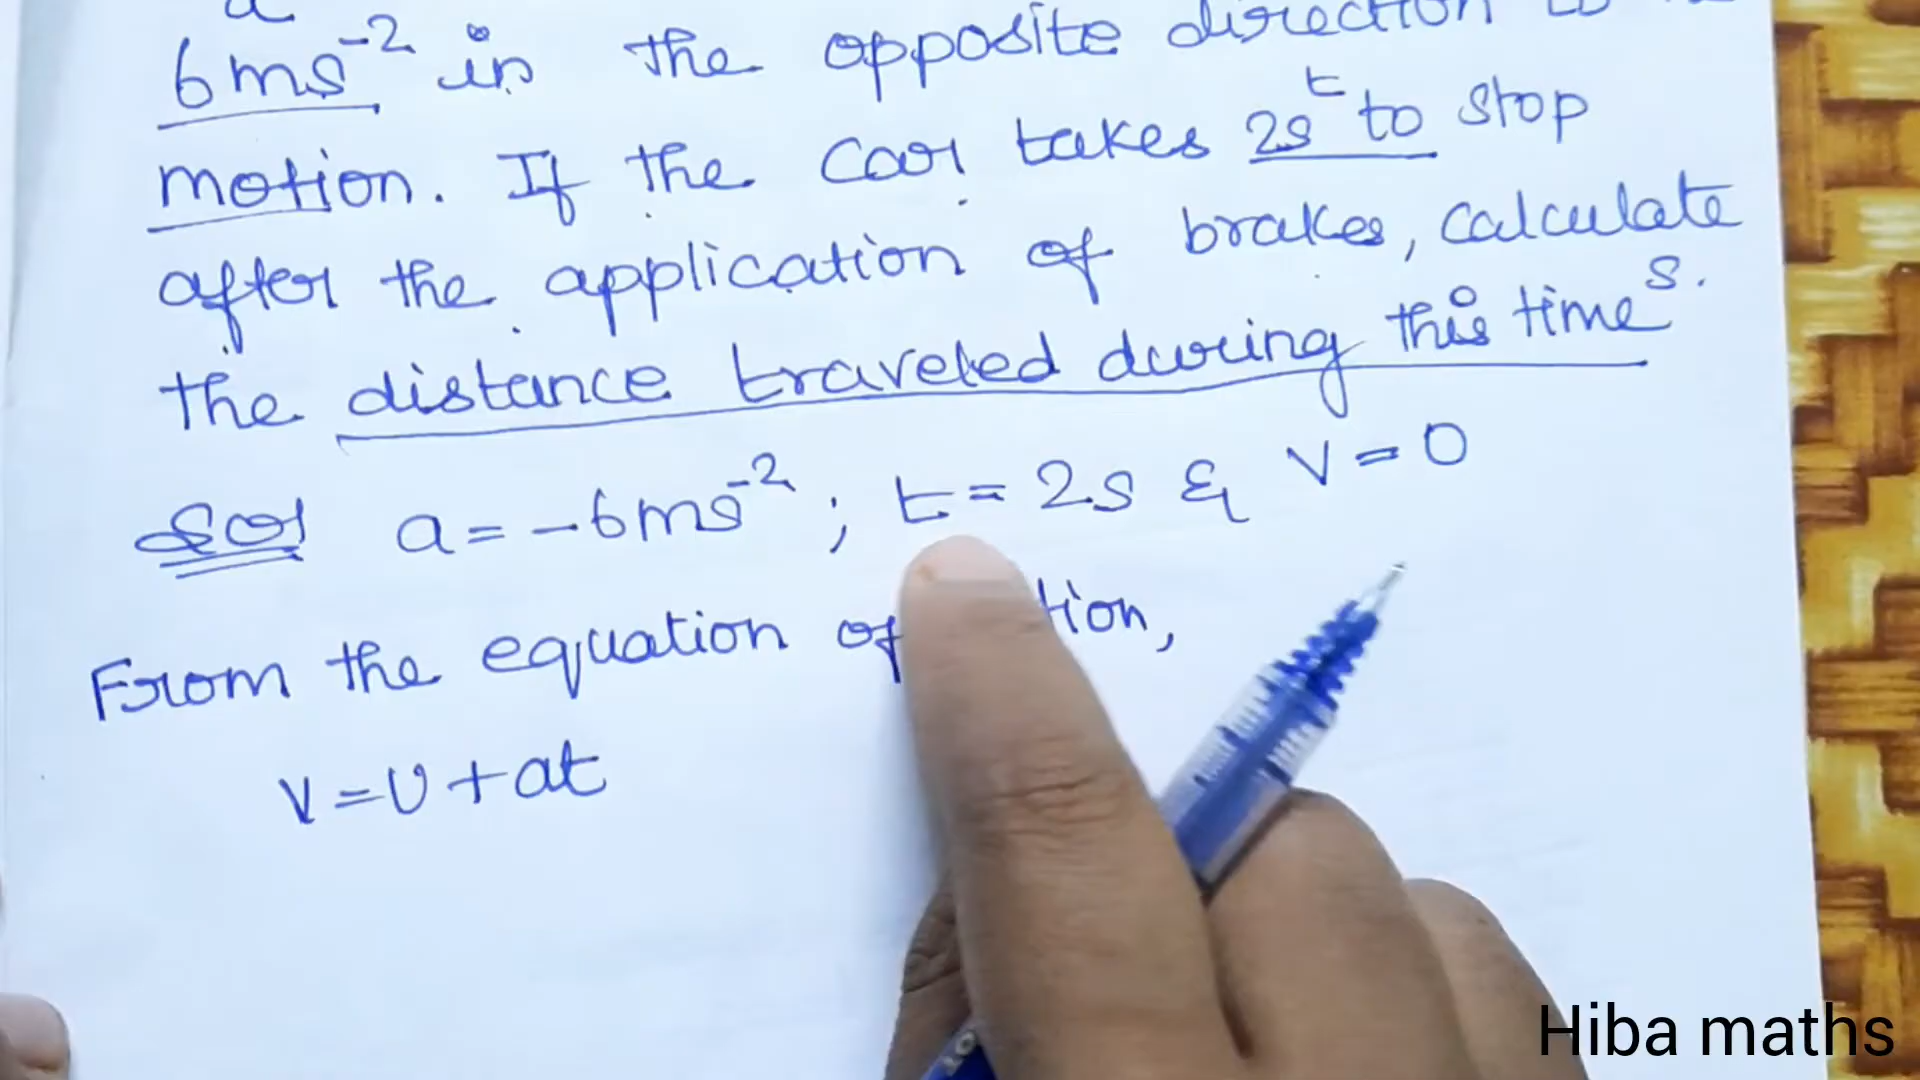 a
6ms⁻² in the opposite direction to
t
motion. If the car takes 2s to stop
after the application of brakes, calculate
s.
the distance traveled during this time
Sol a = -6ms⁻² ; t = 2s & v = 0
From the equation of tion,
v = u + at
Hiba maths